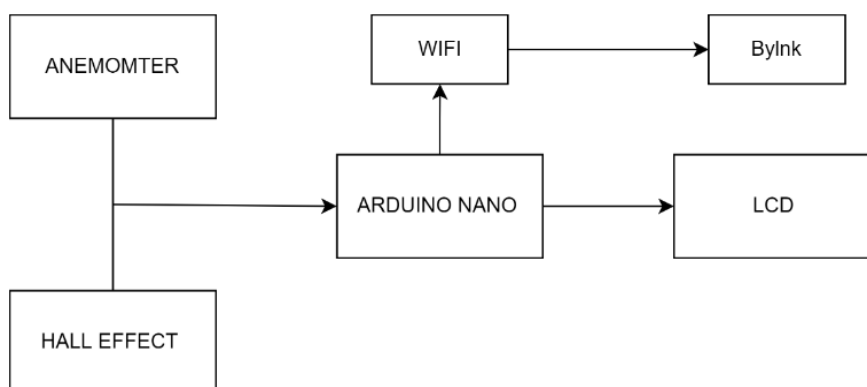 ANEMOMTER
WIFI
Bylnk
ARDUINO NANO
LCD
HALL EFFECT